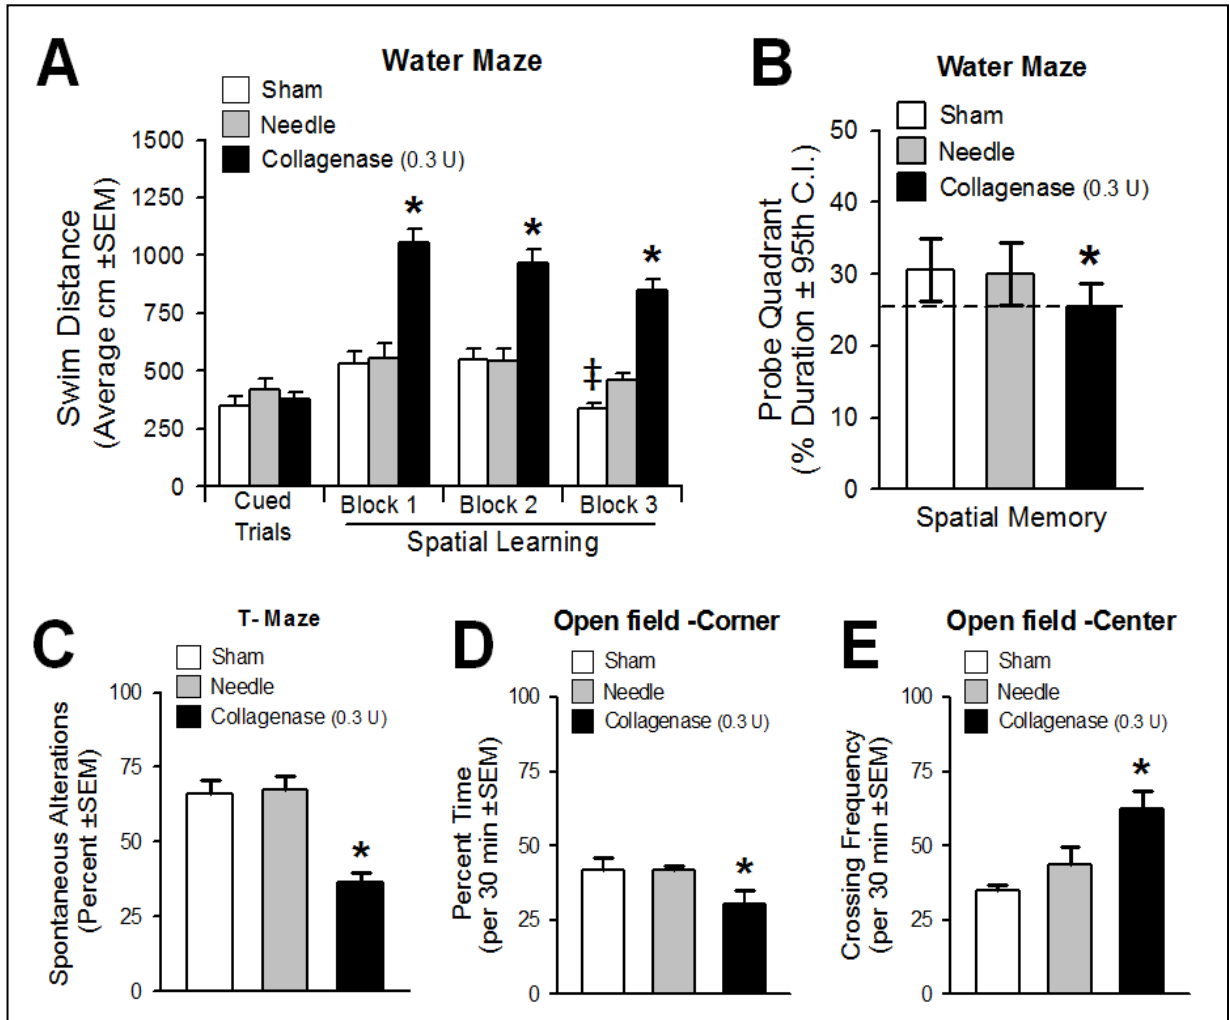 A
Water Maze
Sham
Needle
Collagenase (0.3 U)
Swim Distance
(Average cm ±SEM)
1500
1250
1000
750
500
250
0
*
*
*
‡
Cued
Trials
Block 1
Block 2
Block 3
Spatial Learning
B
Water Maze
Sham
Needle
Collagenase (0.3 U)
Probe Quadrant
(% Duration ± 95th C.I.)
50
40
30
20
10
0
*
Spatial Memory
C
T- Maze
Sham
Needle
Collagenase (0.3 U)
Spontaneous Alterations
(Percent ±SEM)
100
75
50
25
0
*
D
Open field -Corner
Sham
Needle
Collagenase (0.3 U)
Percent Time
(per 30 min ±SEM)
100
75
50
25
0
*
E
Open field -Center
Sham
Needle
Collagenase (0.3 U)
Crossing Frequency
(per 30 min ±SEM)
100
75
50
25
0
*